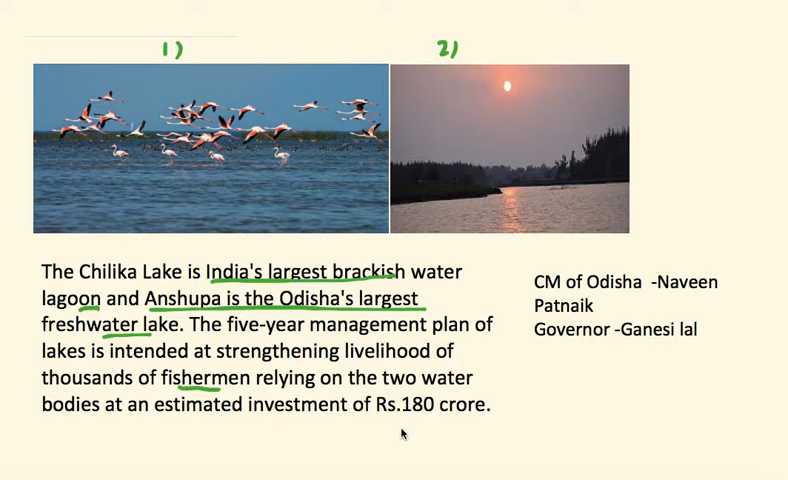 1)
2)
The Chilika Lake is India's largest brackish water
lagoon and Anshupa is the Odisha's largest
freshwater lake. The five-year management plan of
lakes is intended at strengthening livelihood of
thousands of fishermen relying on the two water
bodies at an estimated investment of Rs.180 crore.
CM of Odisha -Naveen
Patnaik
Governor -Ganesi lal